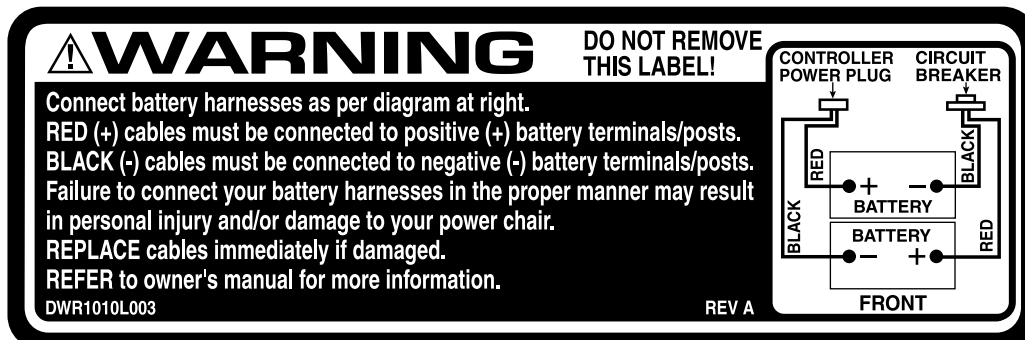 WARNING
DO NOT REMOVE
THIS LABEL!
Connect battery harnesses as per diagram at right.
RED (+) cables must be connected to positive (+) battery terminals/posts.
BLACK (-) cables must be connected to negative (-) battery terminals/posts.
Failure to connect your battery harnesses in the proper manner may result
in personal injury and/or damage to your power chair.
REPLACE cables immediately if damaged.
REFER to owner's manual for more information.
DWR1010L003
REV A
CONTROLLER
POWER PLUG
CIRCUIT
BREAKER
RED
BLACK
+ -
BATTERY
BLACK
RED
BATTERY
- +
FRONT